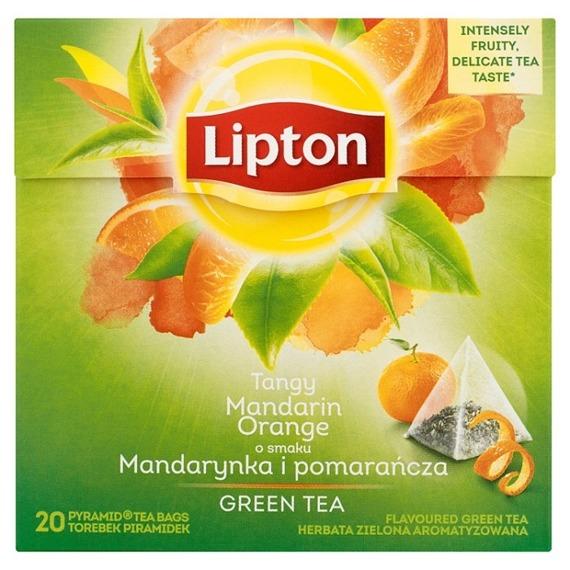 INTENSELY
FRUITY,
DELICATE TEA
TASTE*
Lipton
Tangy
Mandarin
Orange
o smaku
Mandarynka i pomarańcza
GREEN TEA
20 PYRAMID® TEA BAGS
TOREBEK PIRAMIDEK
FLAVOURED GREEN TEA
HERBATA ZIELONA AROMATYZOWANA